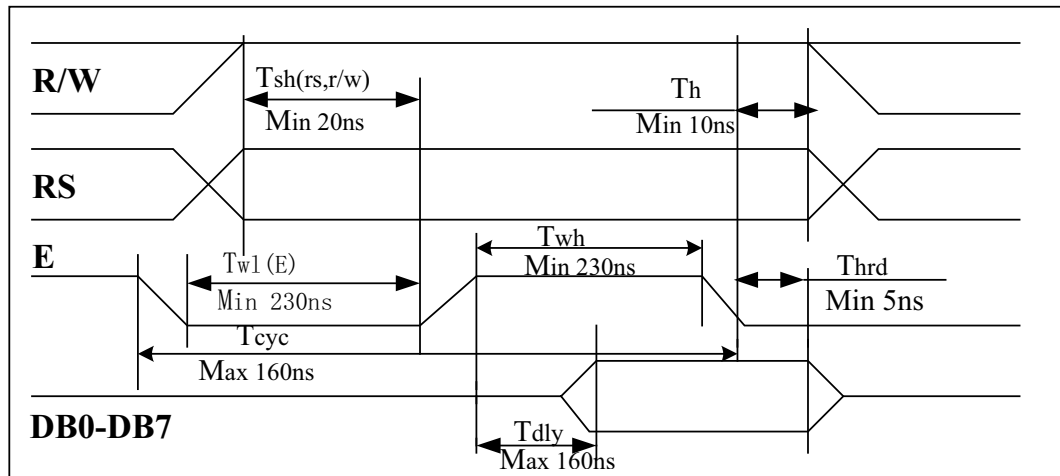 R/W
Tsh(rs,r/w)
Min 20ns
Th
Min 10ns
RS
E
Tw1(E)
Min 230ns
Twh
Min 230ns
Thrd
Min 5ns
Tcyc
Max 160ns
DB0-DB7
Tdly
Max 160ns